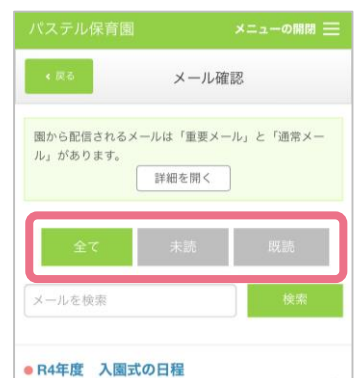 パステル保育園 メニューの開閉
戻る メール確認
園から配信されるメールは「重要メール」と「通常メー
ル」があります。
詳細を開く
全て 未読 既読
メールを検索 検索
R4年度 入園式の日程